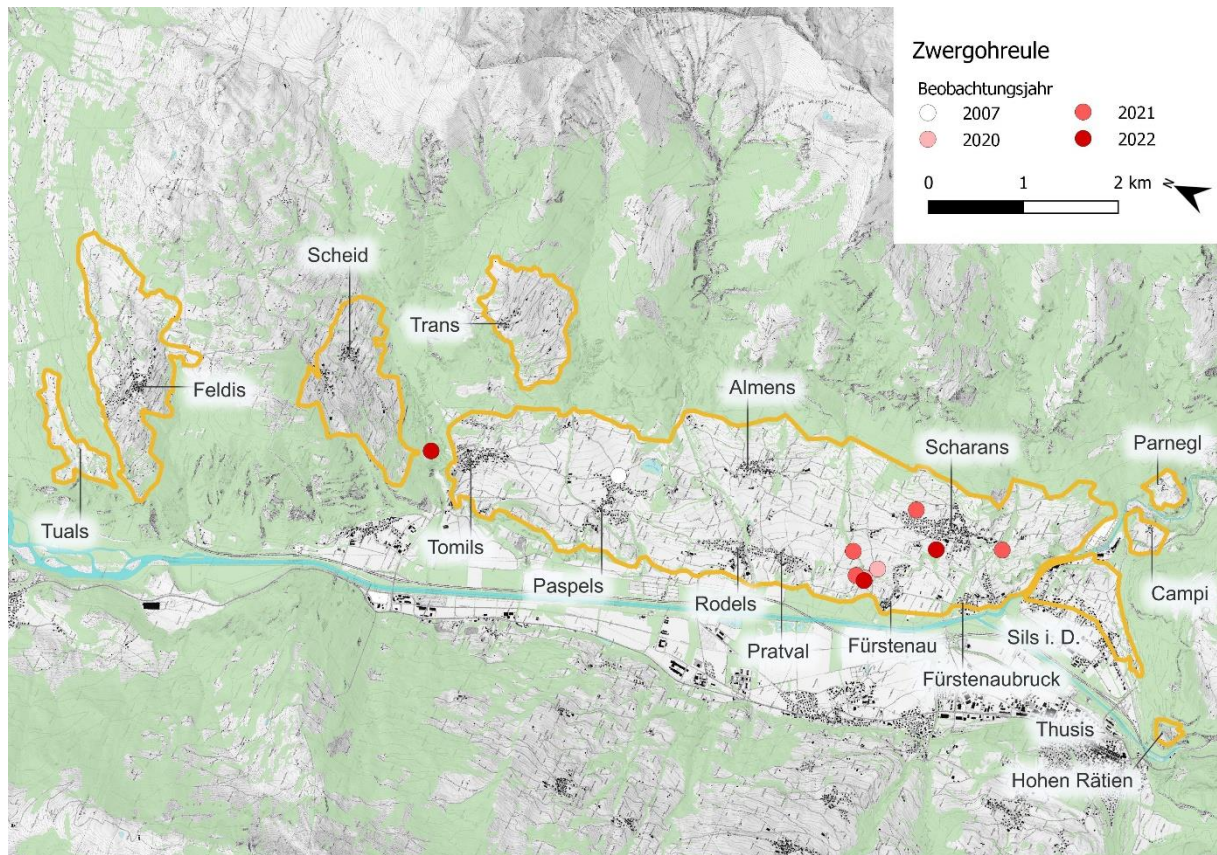 Zwergohreule
Beobachtungsjahr
2007
2021
2020
2022
0 1 2 km
N
Scheid
Trans
Feldis
Almens
Scharans
Parnegl
Tuals
Tomils
Paspels
Rodels
Pratval
Fürstenau
Fürstenaubruck
Sils i. D.
Campi
Thusis
Hohen Rätien